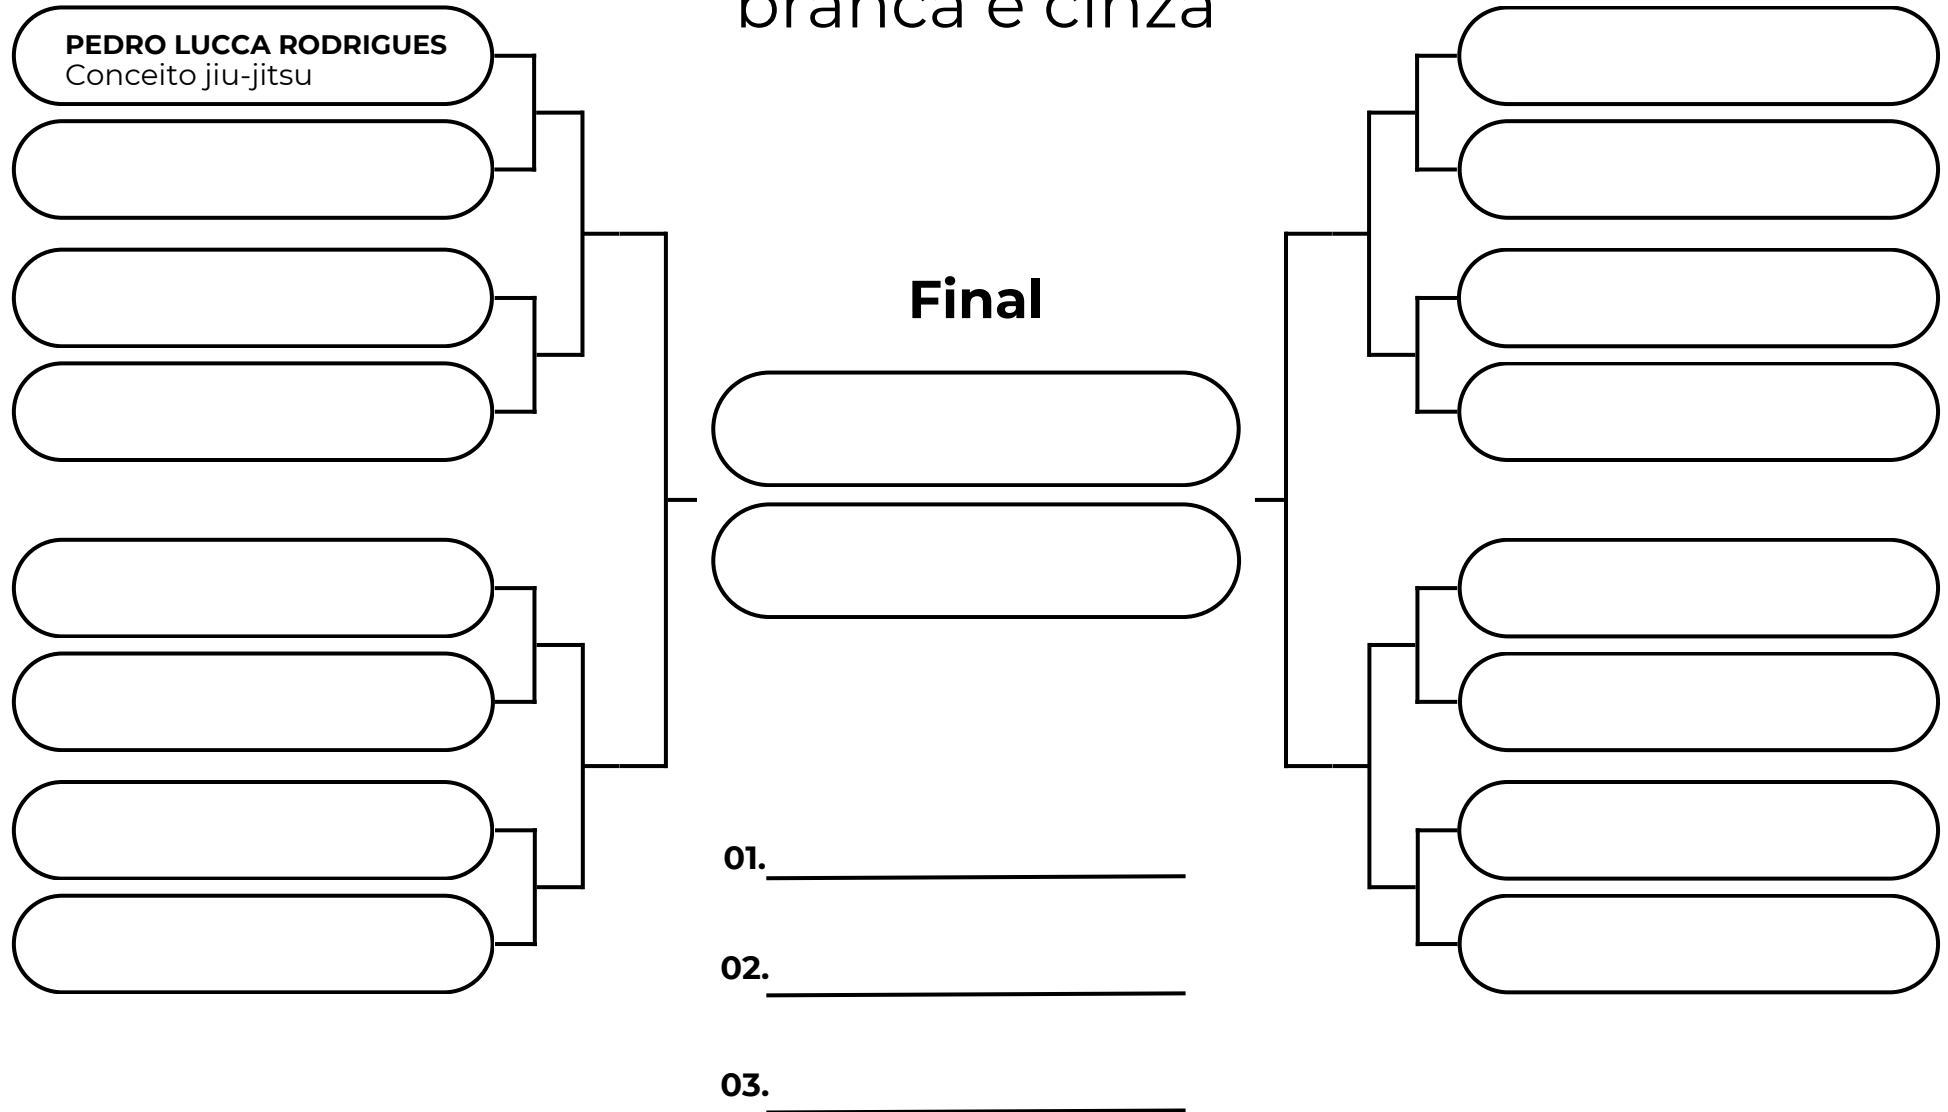 branca e cinza
PEDRO LUCCA RODRIGUES
Conceito jiu-jitsu
Final
01.
02.
03.